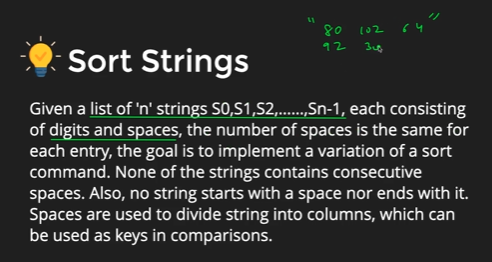 " 80 102 64 "
92
Sort Strings
Given a list of 'n' strings S0,S1,S2,......,Sn-1, each consisting
of digits and spaces, the number of spaces is the same for
each entry, the goal is to implement a variation of a sort
command. None of the strings contains consecutive
spaces. Also, no string starts with a space nor ends with it.
Spaces are used to divide string into columns, which can
be used as keys in comparisons.